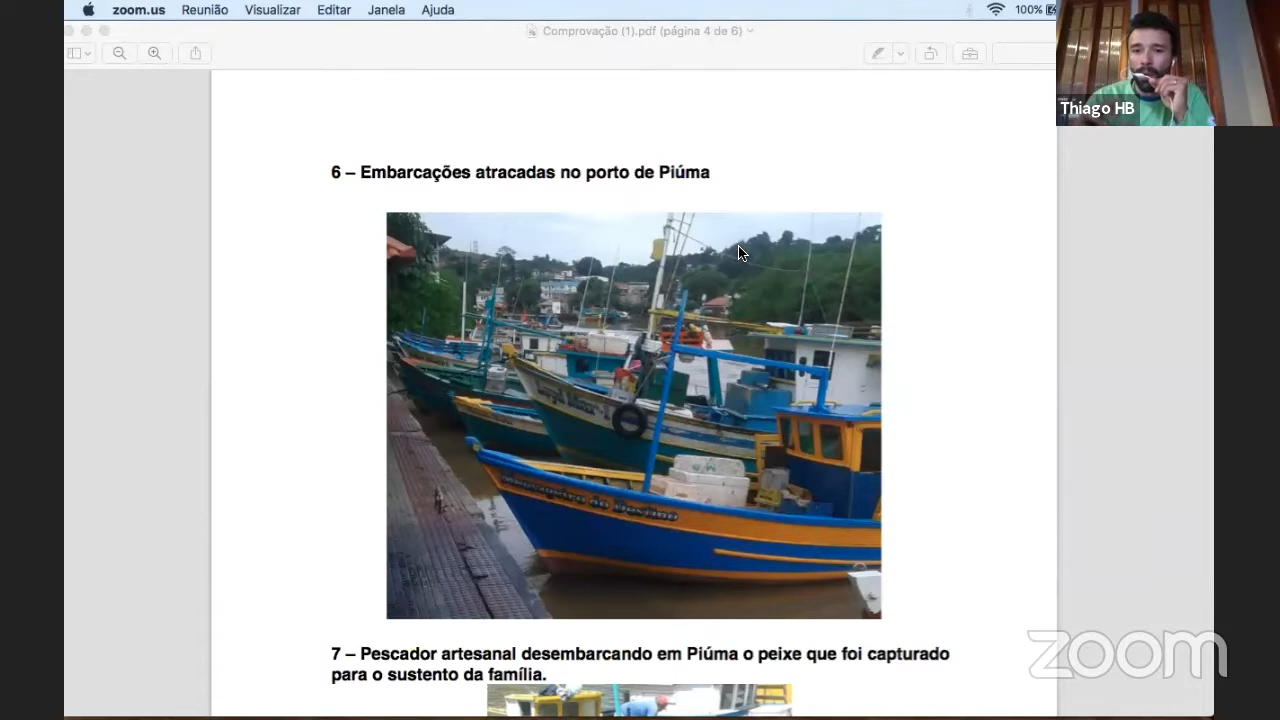 zoom.us Reunião Visualizar Editar Janela Ajuda 100%
Comprovação (1).pdf (página 4 de 6)
Thiago HB
6 – Embarcações atracadas no porto de Piúma
do Destino
7 – Pescador artesanal desembarcando em Piúma o peixe que foi capturado
para o sustento da família.
zoom